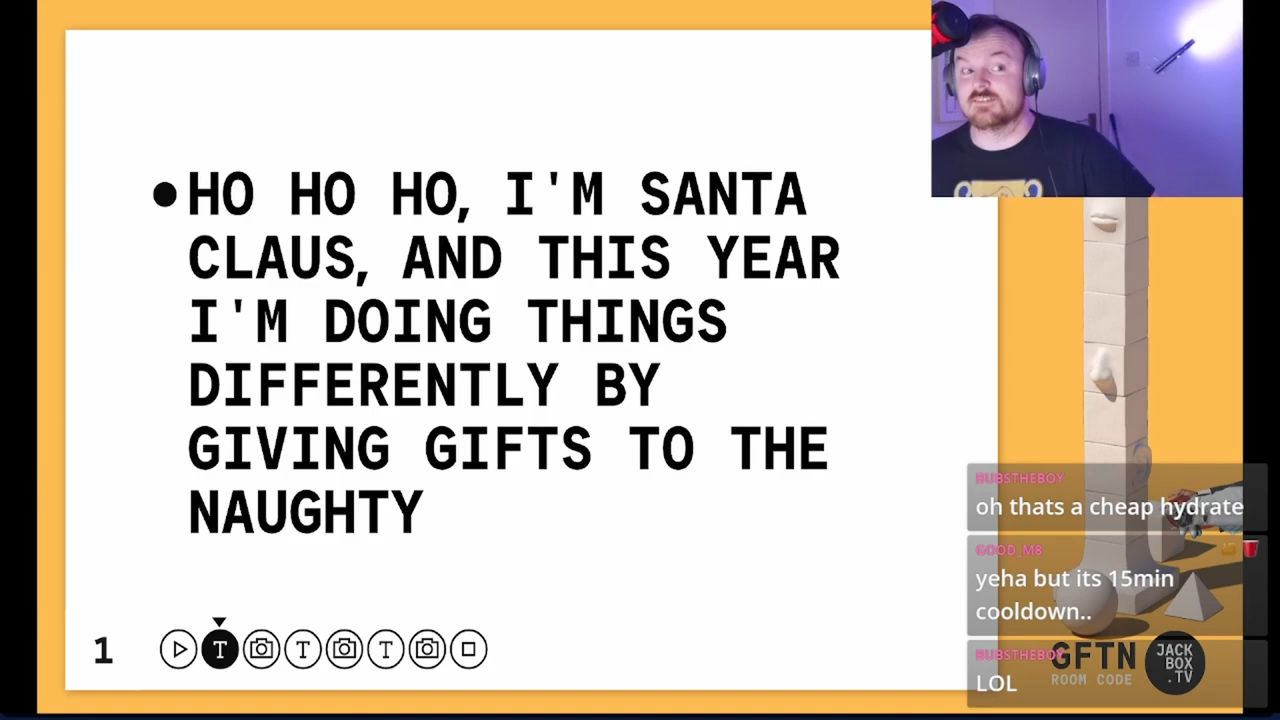 •HO HO HO, I'M SANTA
CLAUS, AND THIS YEAR
I'M DOING THINGS
DIFFERENTLY BY
GIVING GIFTS TO THE
NAUGHTY
1
T
T
T
BUBSTHEBOY
oh thats a cheap hydrate
GOOD_M8
yeha but its 15min
cooldown..
BUBSTHEBOY
LOL
GFTN
ROOM CODE
JACK
BOX
.TV